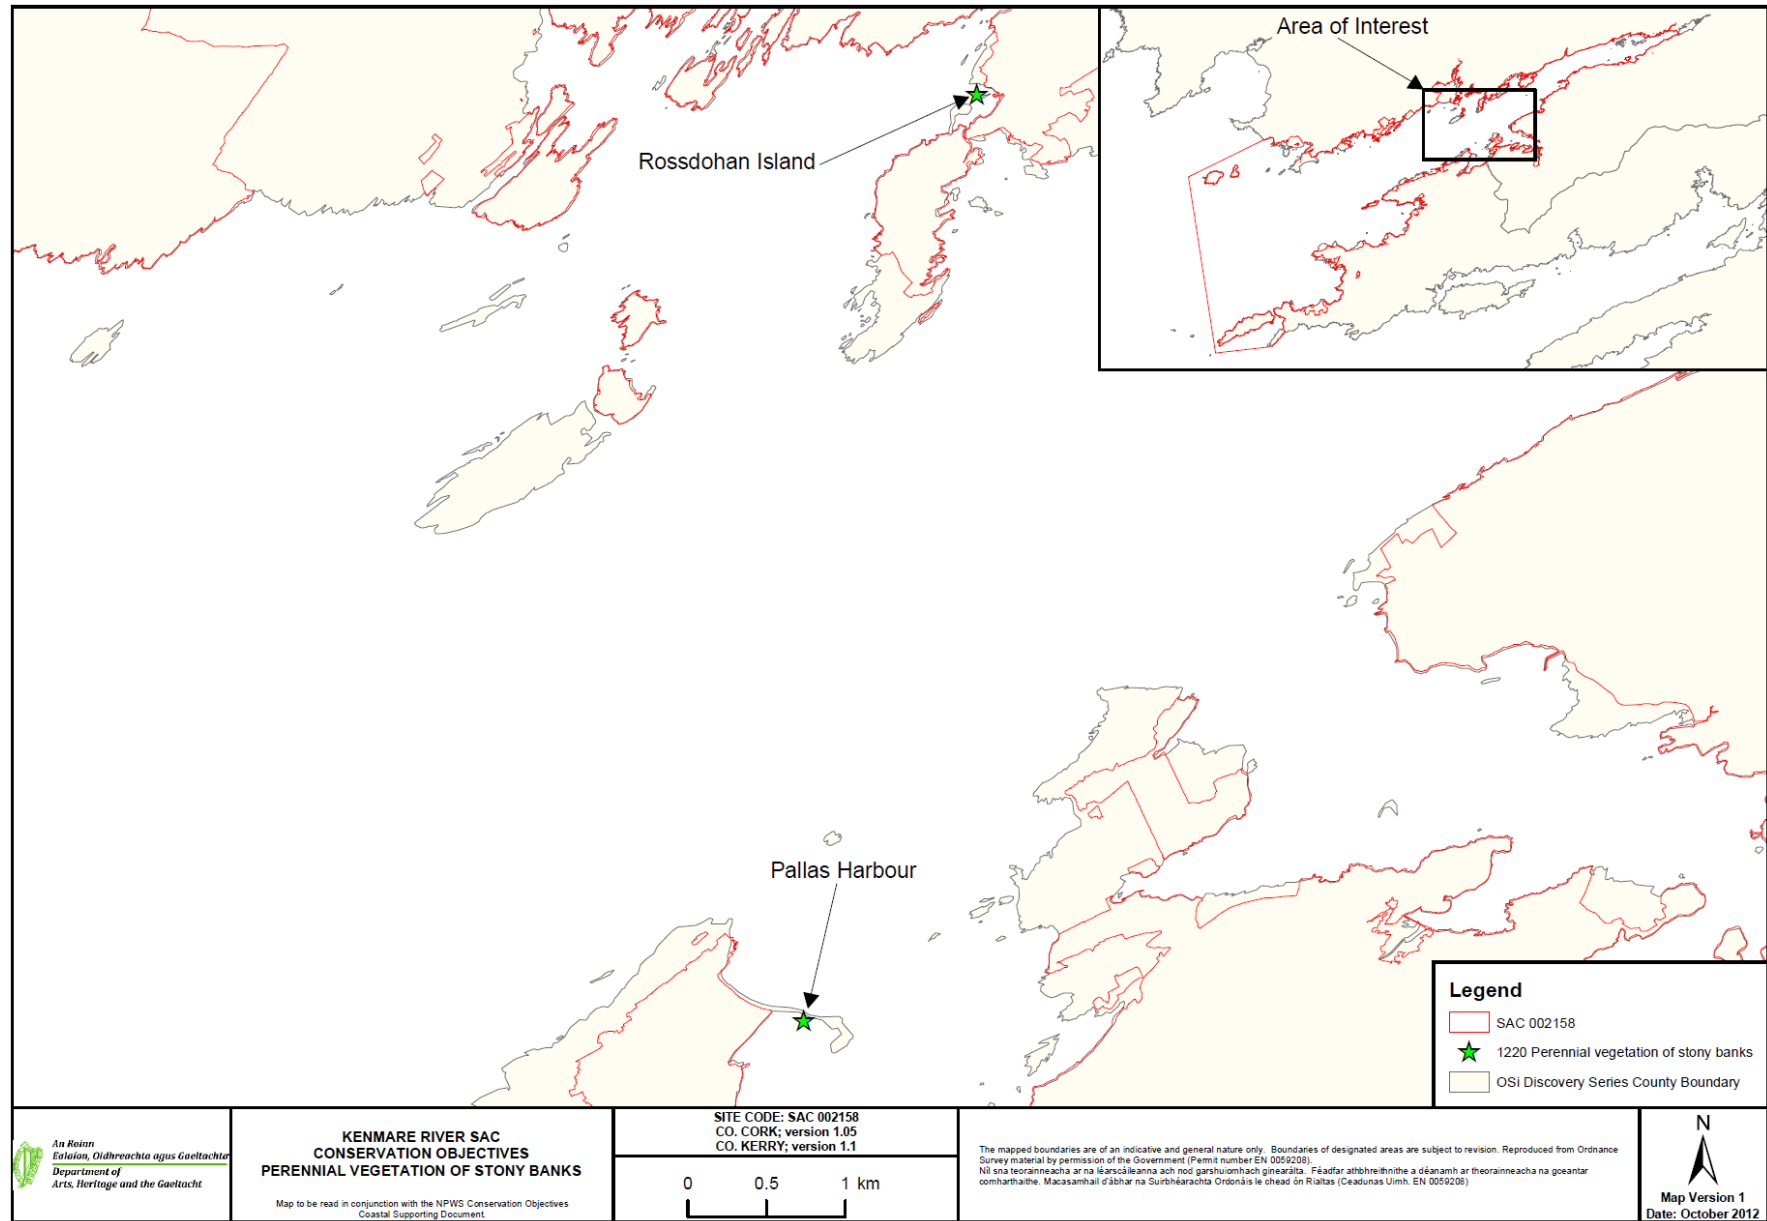 Area of Interest
Rossdohan Island
Pallas Harbour
Legend
SAC 002158
1220 Perennial vegetation of stony banks
OSi Discovery Series County Boundary
An Roinn
Ealaíon, Oidhreachta agus Gaeltachta
Department of
Arts, Heritage and the Gaeltacht
KENMARE RIVER SAC
CONSERVATION OBJECTIVES
PERENNIAL VEGETATION OF STONY BANKS
Map to be read in conjunction with the NPWS Conservation Objectives
Coastal Supporting Document.
SITE CODE: SAC 002158
CO. CORK; version 1.05
CO. KERRY; version 1.1
0 0.5 1 km
The mapped boundaries are of an indicative and general nature only. Boundaries of designated areas are subject to revision. Reproduced from Ordnance
Survey material by permission of the Government (Permit number EN 0059208).
Níl sna teorainneacha ar na léarscáileanna ach nod garshuiomhach ginearálta. Féadfar athbhreithnithe a déanamh ar theorainneacha na gceantar
comharthaithe. Macasamhail d'ábhar na Suirbhéarachta Ordonáis le chead ón Rialtas (Ceadunas Uimh. EN 0059208)
N
Map Version 1
Date: October 2012